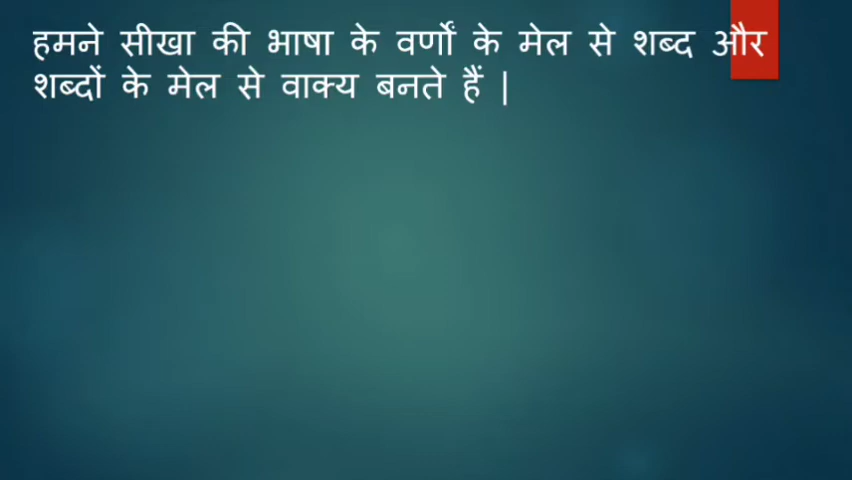 हमने सीखा की भाषा के वर्णों के मेल से शब्द और
शब्दों के मेल से वाक्य बनते हैं |